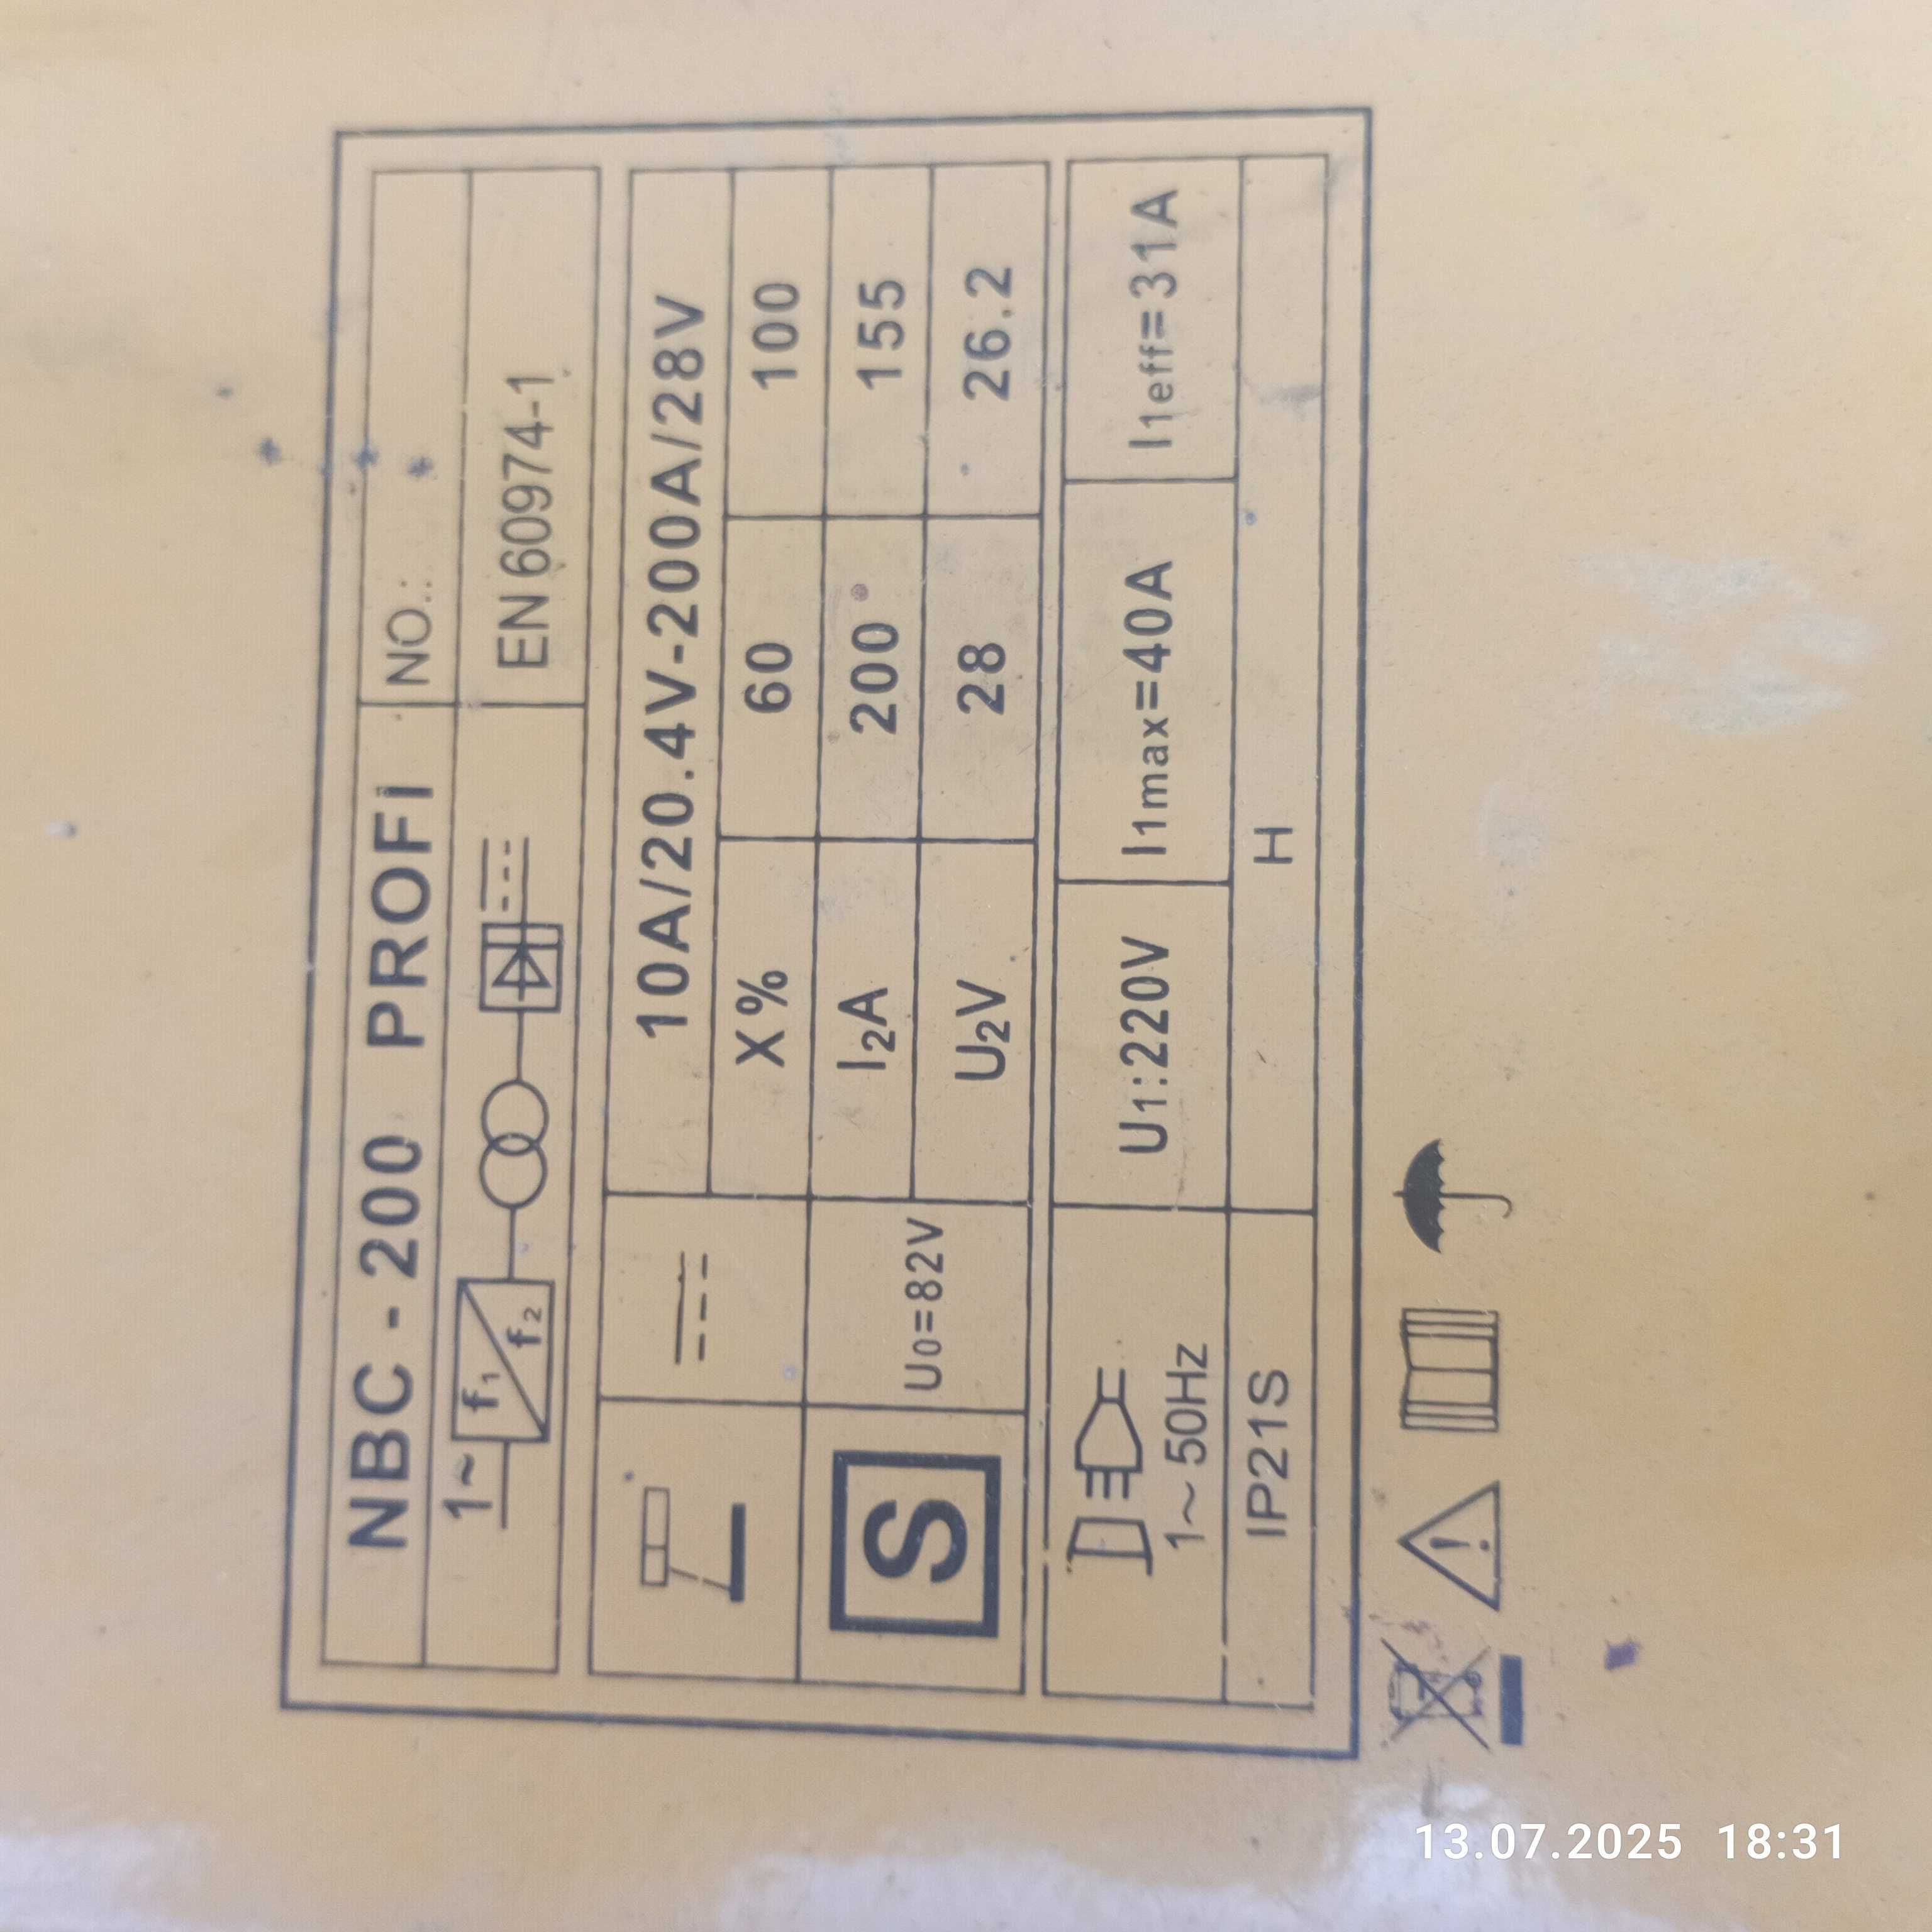 NBC - 200 PROFI NO.:
1~ f1 f2 EN 60974-1
10A/20.4V-200A/28V
X% 60 100
S U0=82V I2A 200 155
U2V 28 26.2
1~ 50Hz U1:220V I1max=40A I1eff=31A
IP21S H
13.07.2025 18:31